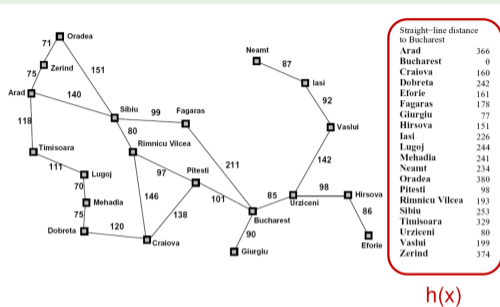 Oradea
71
Neamt
87
Zerind
75
151
Iasi
Arad
140
92
Sibiu
99
Fagaras
118
Vaslui
80
Rimnicu Vilcea
Timisoara
142
111
Lugoj
97
Pitesti
211
70
98
Hirsova
Mehadia
146
101
85
Urziceni
75
138
86
120
Bucharest
Dobreta
90
Craiova
Eforie
Giurgiu
Straight−line distance
to Bucharest
Arad 366
Bucharest 0
Craiova 160
Dobreta 242
Eforie 161
Fagaras 178
Giurgiu 77
Hirsova 151
Iasi 226
Lugoj 244
Mehadia 241
Neamt 234
Oradea 380
Pitesti 98
Rimnicu Vilcea 193
Sibiu 253
Timisoara 329
Urziceni 80
Vaslui 199
Zerind 374
h(x)